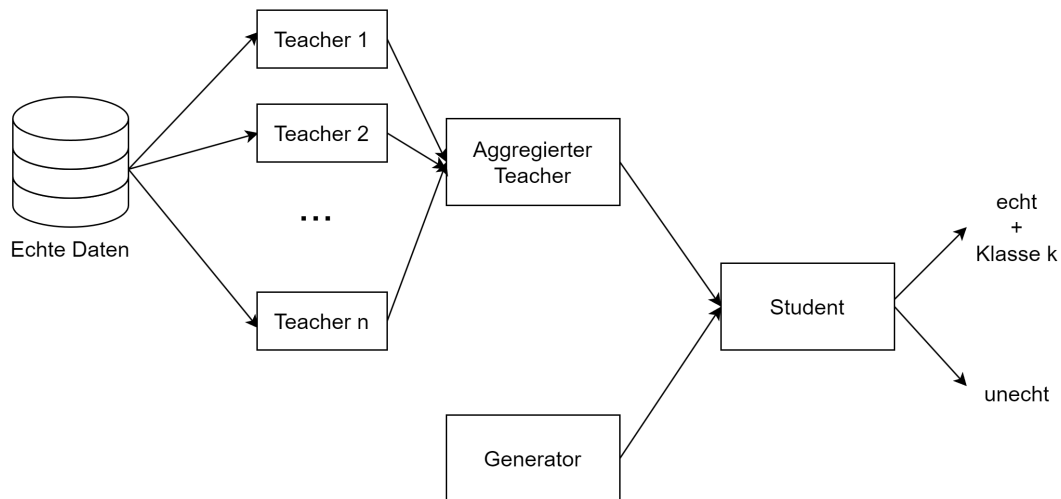 Teacher 1
Teacher 2
...
Teacher n
Echte Daten
Aggregierter
Teacher
Generator
Student
echt
+
Klasse k
unecht